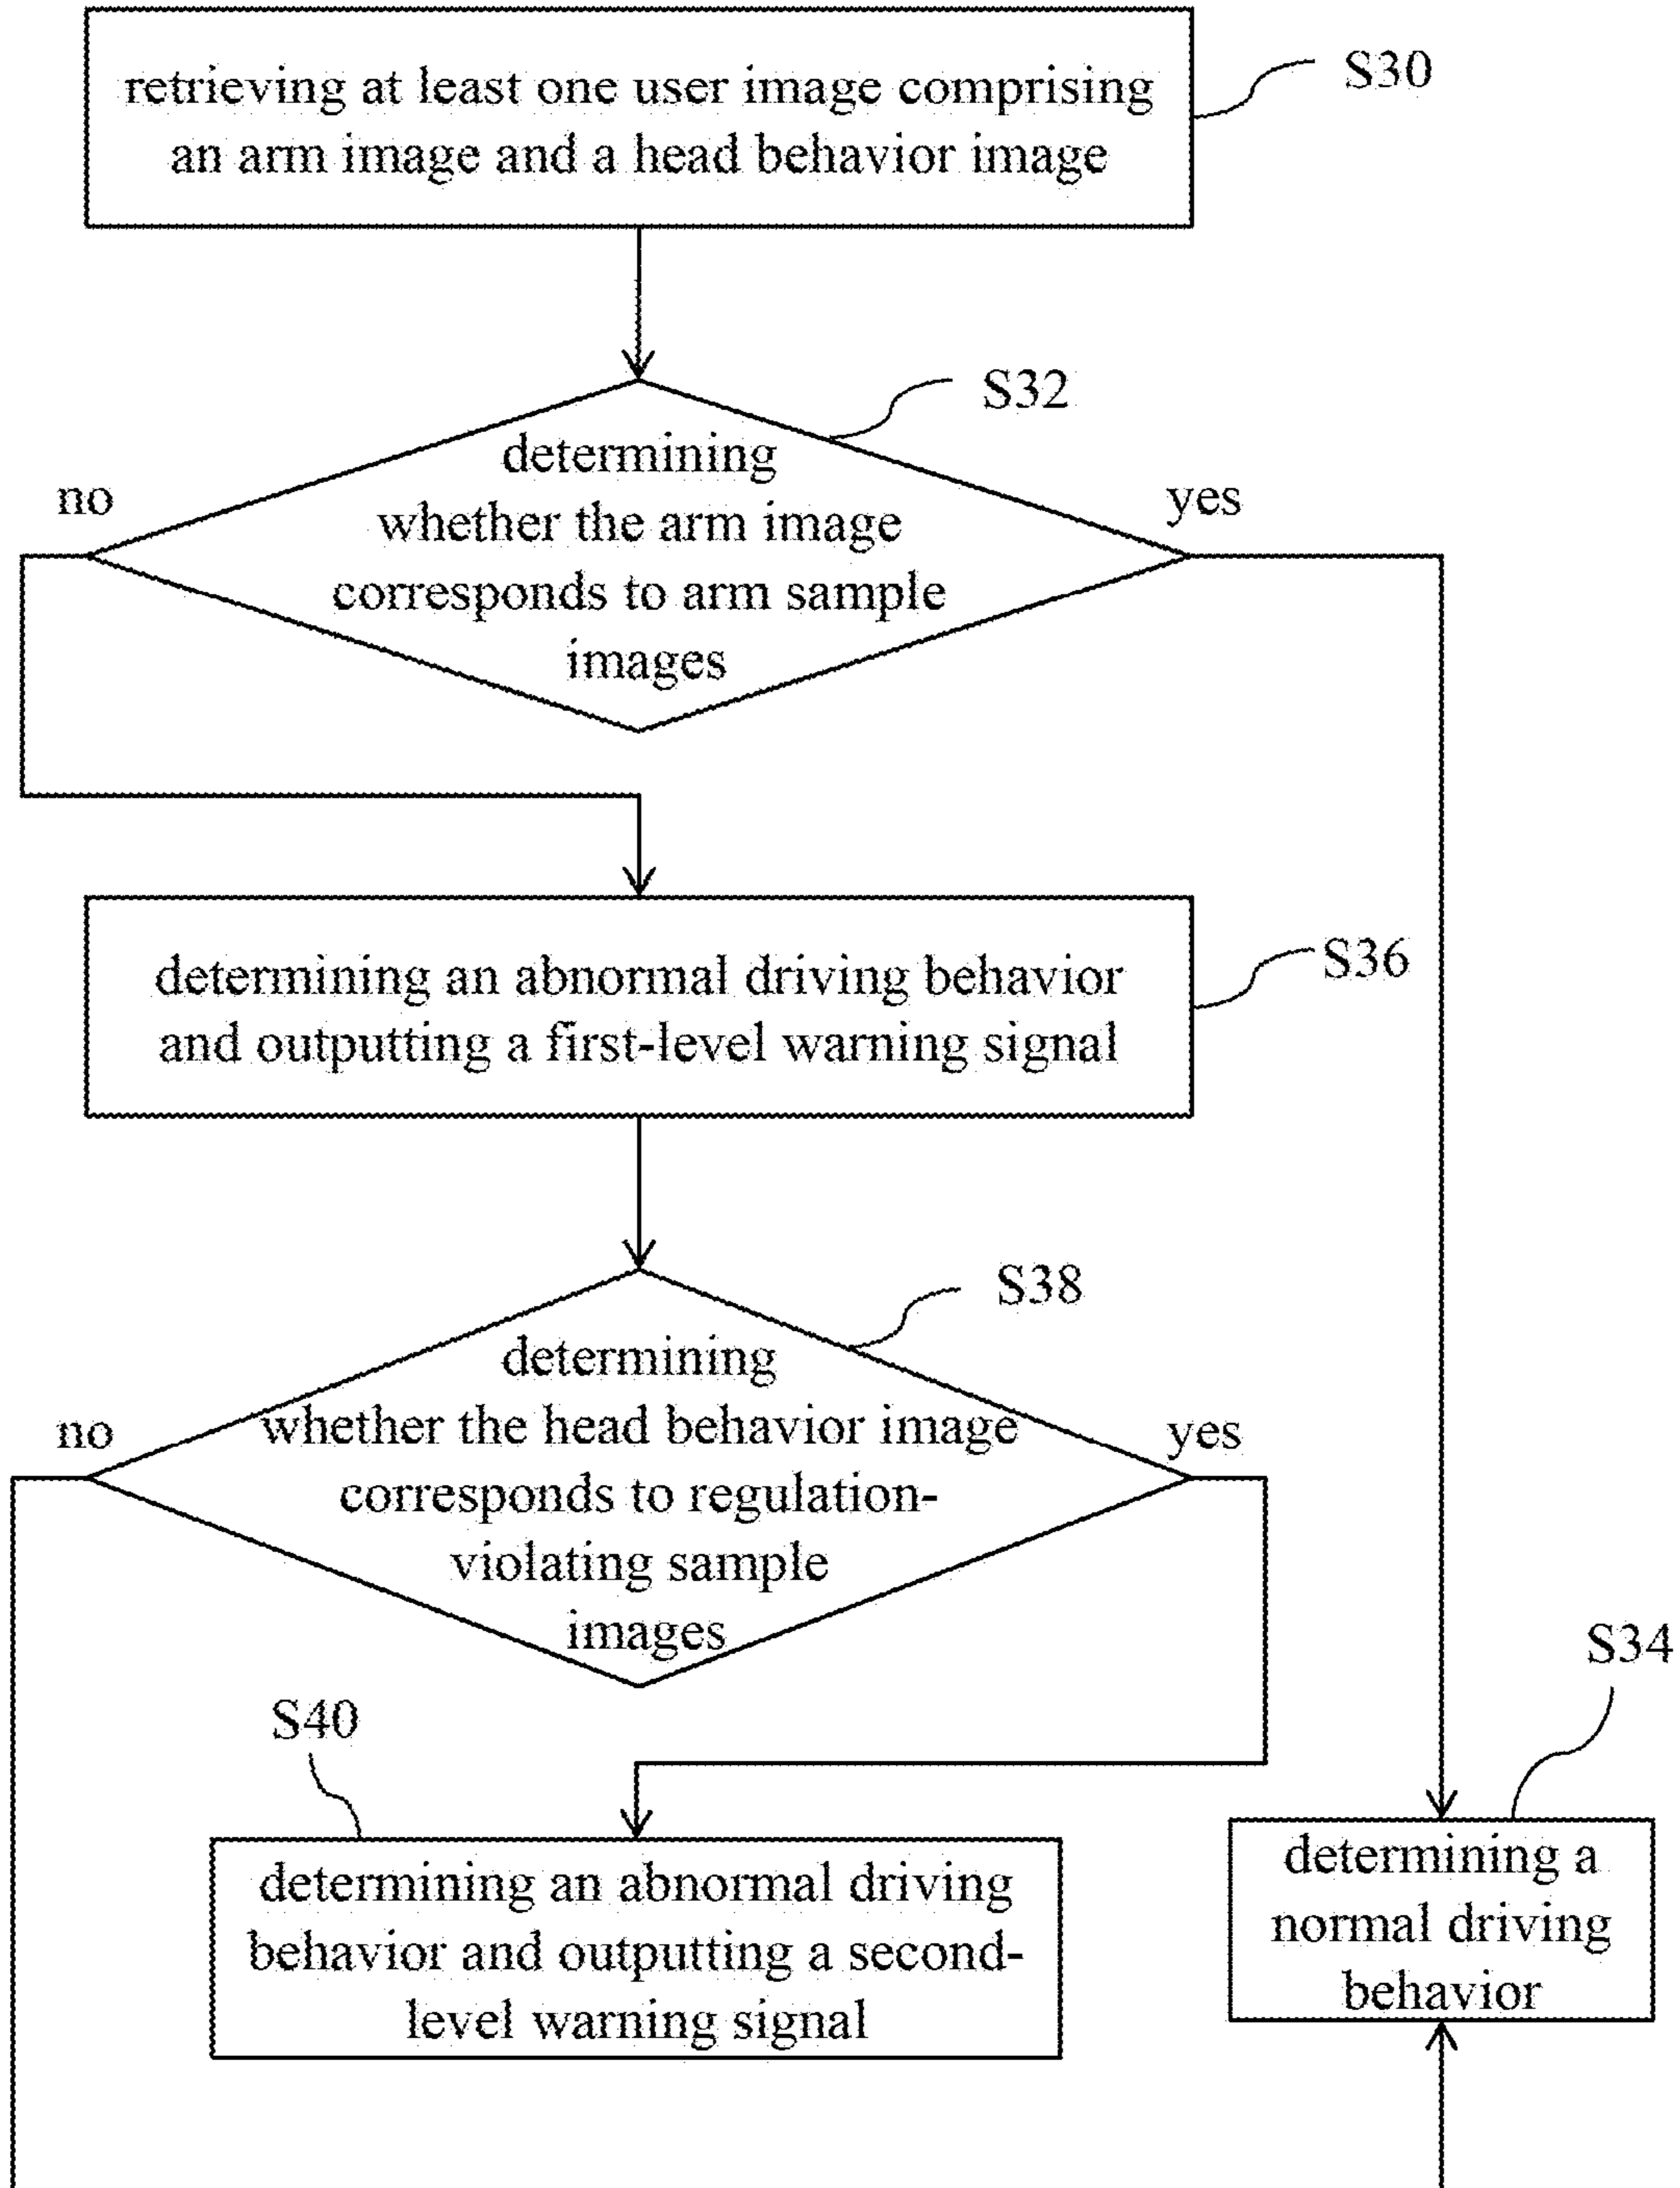 retrieving at least one user image comprising
an arm image and a head behavior image
S30
S32
determining
whether the arm image
corresponds to arm sample
images
no
yes
determining an abnormal driving behavior
and outputting a first-level warning signal
S36
S38
determining
whether the head behavior image
corresponds to regulation-
violating sample
images
no
yes
S40
determining an abnormal driving
behavior and outputting a second-
level warning signal
S34
determining a
normal driving
behavior